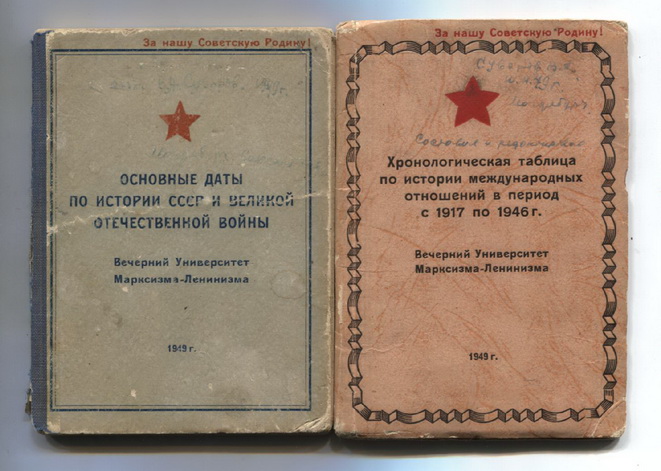 За нашу Советскую Родину!
ОСНОВНЫЕ ДАТЫ
ПО ИСТОРИИ СССР И ВЕЛИКОЙ
ОТЕЧЕСТВЕННОЙ ВОЙНЫ
Вечерний Университет
Марксизма-Ленинизма
1949 г.
За нашу Советскую Родину!
Хронологическая таблица
по истории международных
отношений в период
с 1917 по 1946 г.
Вечерний Университет
Марксизма-Ленинизма
1949 г.